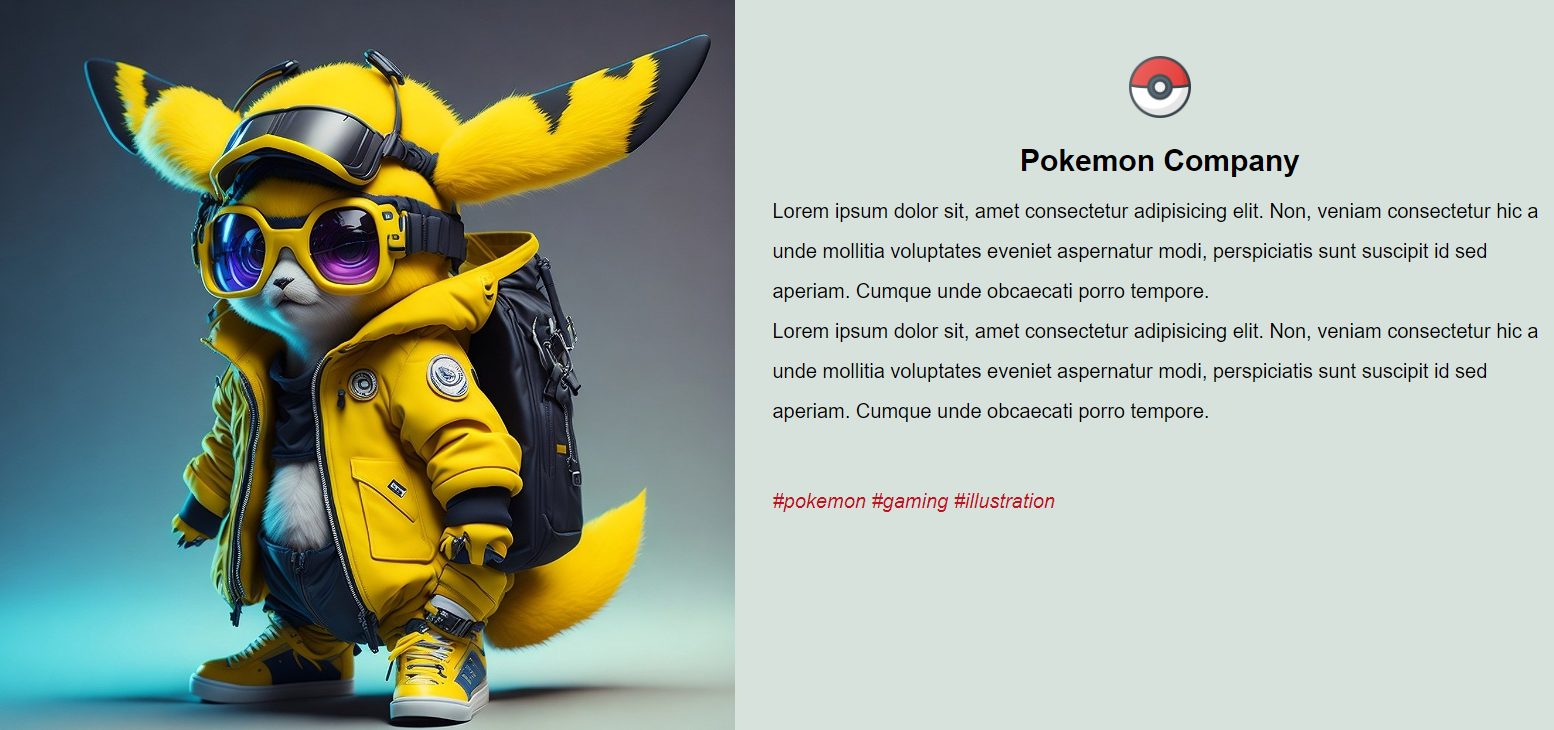 Pokemon Company
Lorem ipsum dolor sit, amet consectetur adipisicing elit. Non, veniam consectetur hic a
unde mollitia voluptates eveniet aspernatur modi, perspiciatis sunt suscipit id sed
aperiam. Cumque unde obcaecati porro tempore.
Lorem ipsum dolor sit, amet consectetur adipisicing elit. Non, veniam consectetur hic a
unde mollitia voluptates eveniet aspernatur modi, perspiciatis sunt suscipit id sed
aperiam. Cumque unde obcaecati porro tempore.
#pokemon #gaming #illustration